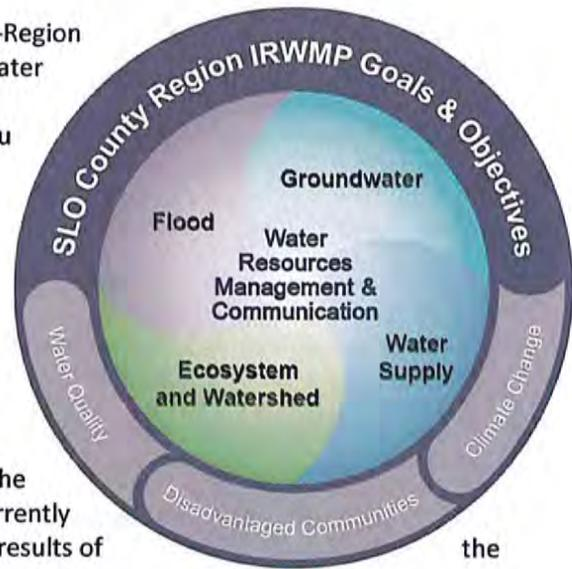 -Region
ater
u
SLO County Region IRWMP Goals & Objectives
Groundwater
Flood
Water
Resources
Management &
Communication
Water
Supply
Ecosystem
and Watershed
Water Quality
Disadvantaged Communities
Climate Change
he
rrently
results of the